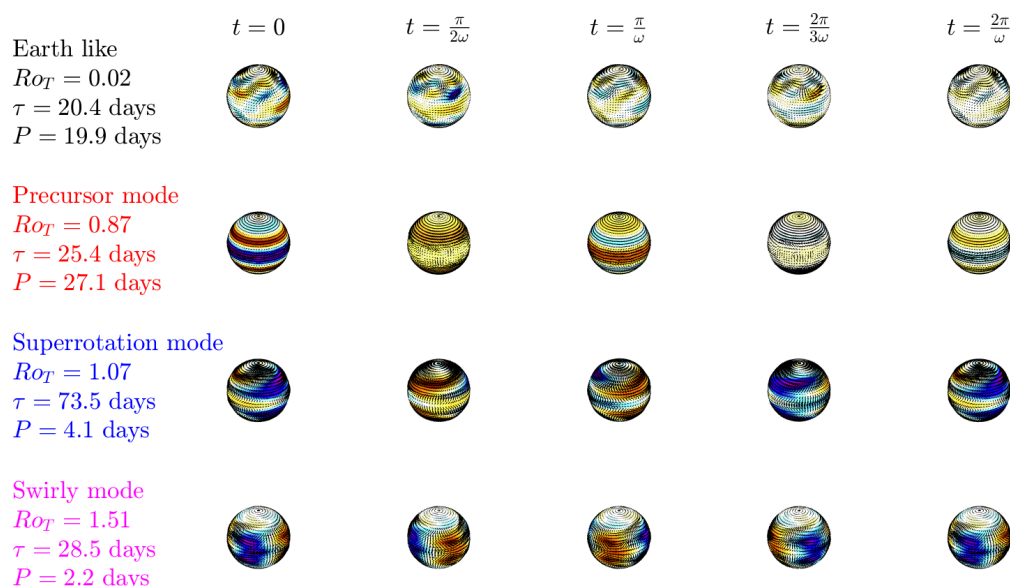 t = 0 t = π/2ω t = π/ω t = 2π/3ω t = 2π/ω
Earth like
Ro_T = 0.02
τ = 20.4 days
P = 19.9 days
Precursor mode
Ro_T = 0.87
τ = 25.4 days
P = 27.1 days
Superrotation mode
Ro_T = 1.07
τ = 73.5 days
P = 4.1 days
Swirly mode
Ro_T = 1.51
τ = 28.5 days
P = 2.2 days